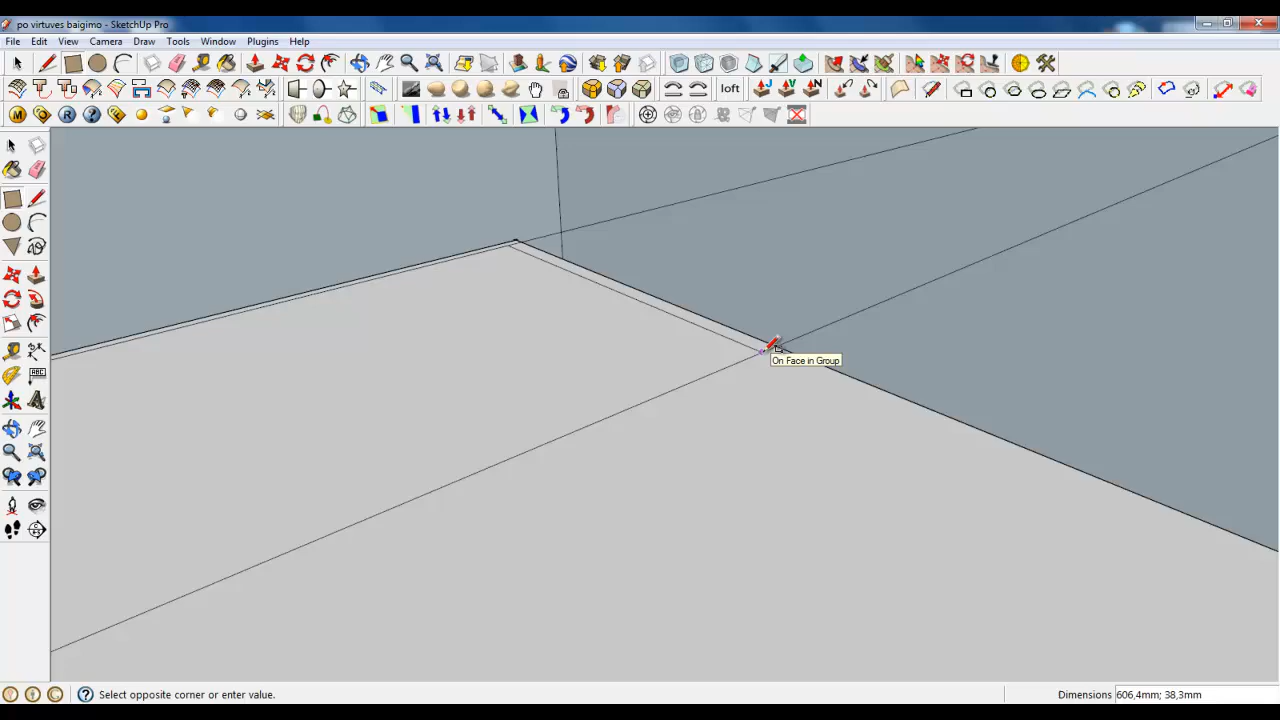 po virtuves baigimo - SketchUp Pro
File Edit View Camera Draw Tools Window Plugins Help
loft
M O R ? €
ABC
On Face in Group
Select opposite corner or enter value.
Dimensions 606,4mm; 38,3mm